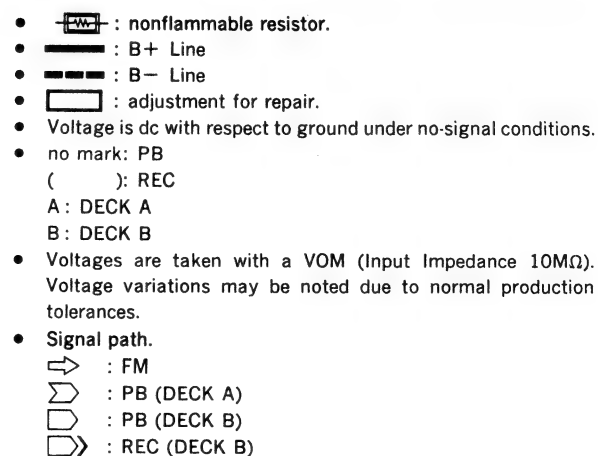 • : nonflammable resistor.
• : B+ Line
• : B− Line
• : adjustment for repair.
• Voltage is dc with respect to ground under no-signal conditions.
• no mark: PB
( ): REC
A : DECK A
B : DECK B
• Voltages are taken with a VOM (Input Impedance 10MΩ).
Voltage variations may be noted due to normal production
tolerances.
• Signal path.
: FM
: PB (DECK A)
: PB (DECK B)
: REC (DECK B)